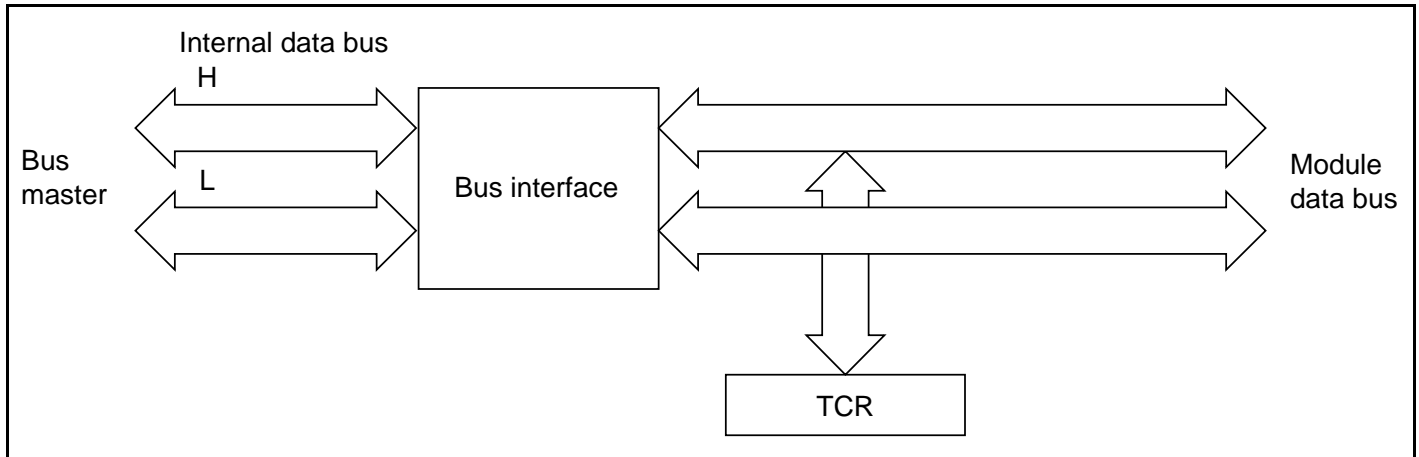 Internal data bus
H
L
Bus
master
Bus interface
Module
data bus
TCR